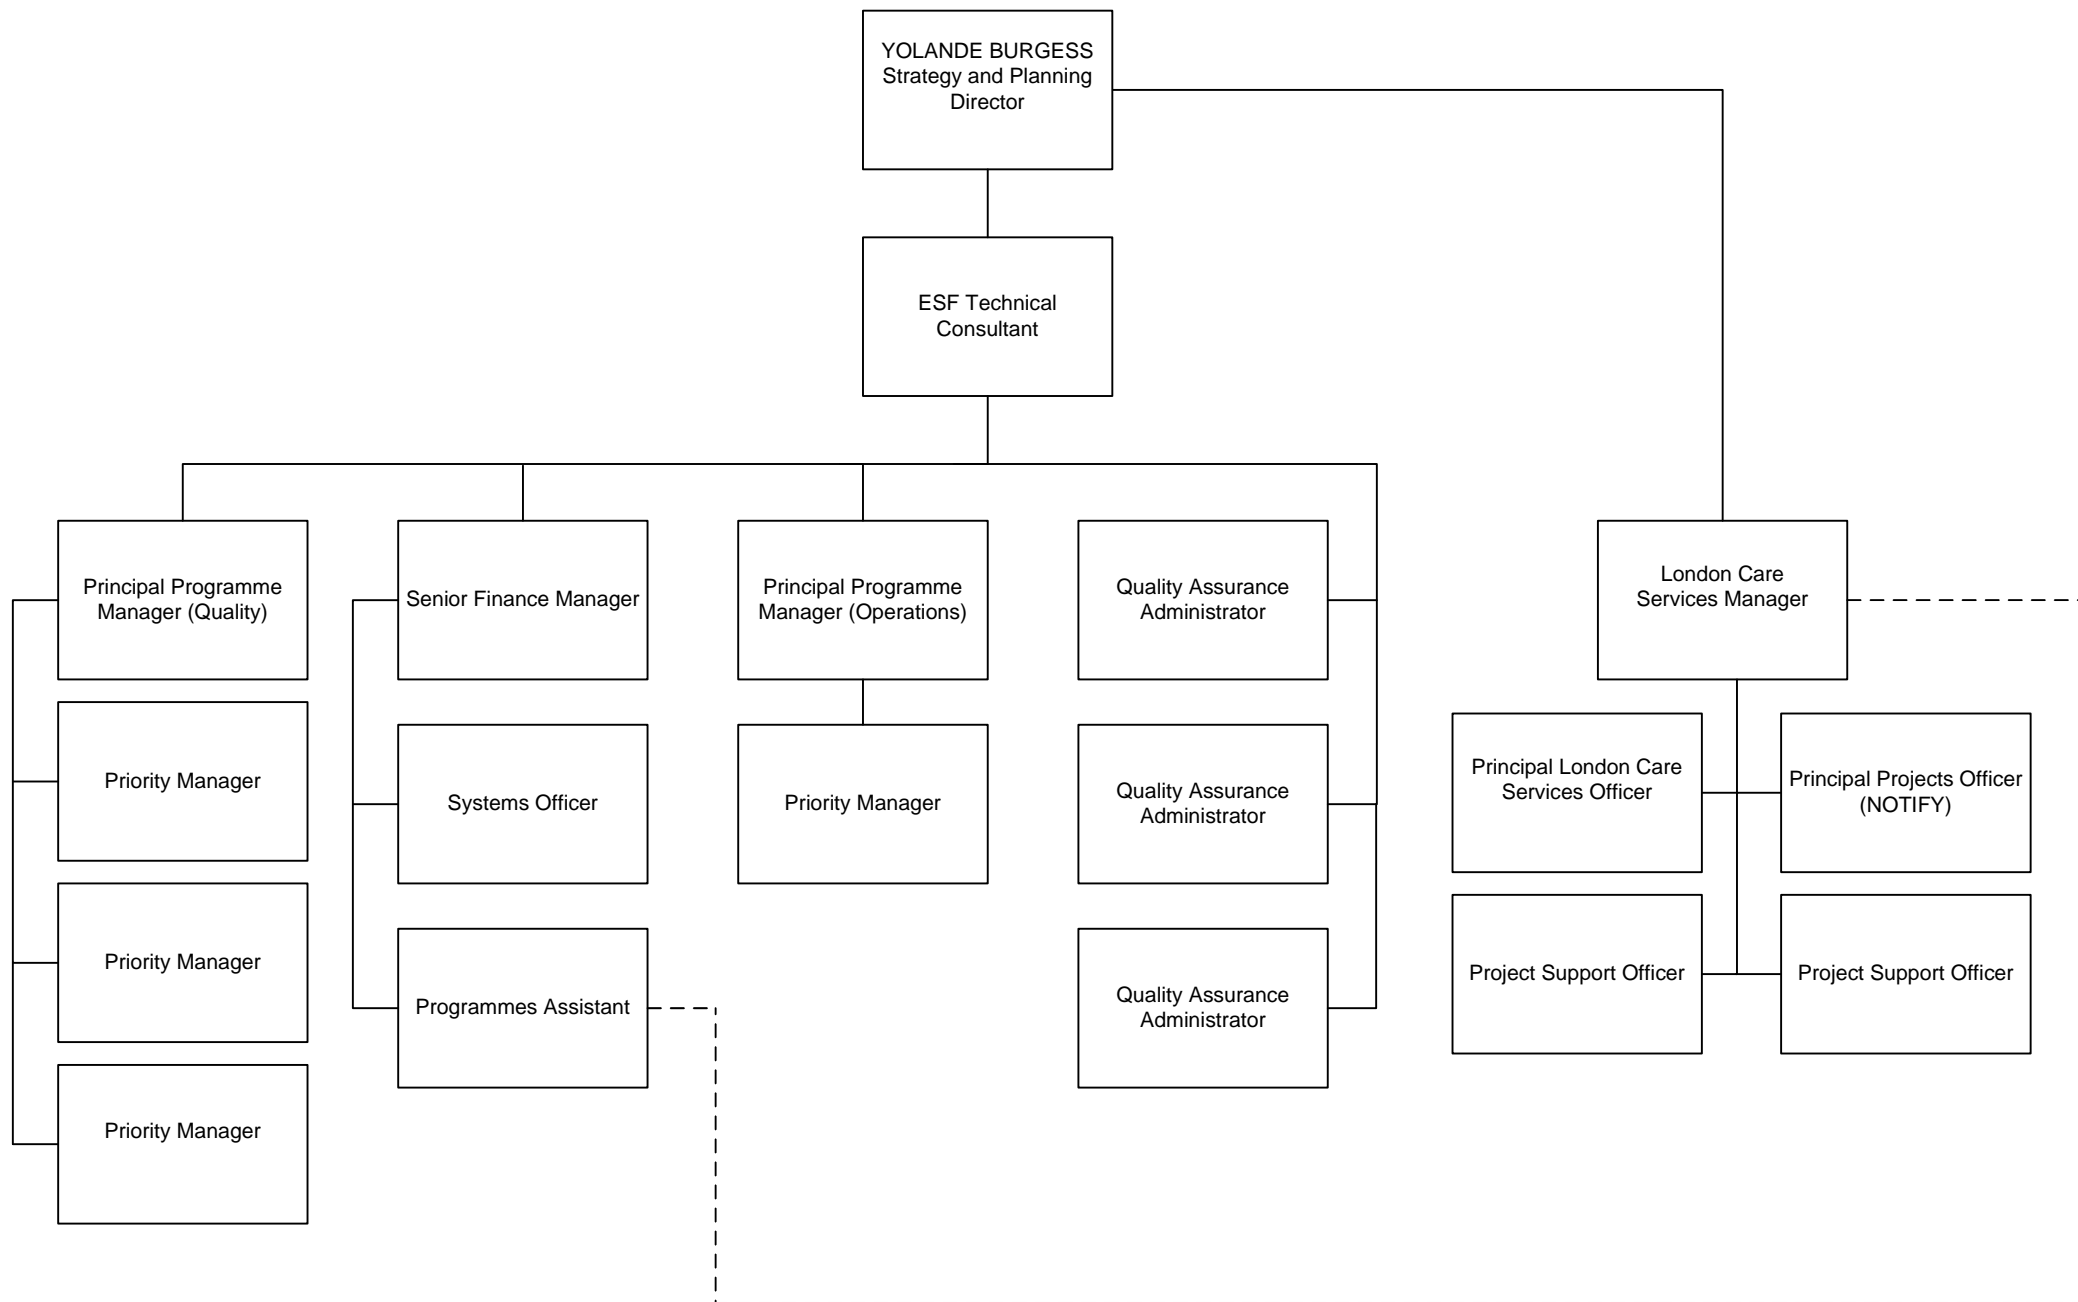 YOLANDE BURGESS
Strategy and Planning
Director
ESF Technical
Consultant
Principal Programme
Manager (Quality)
Priority Manager
Priority Manager
Priority Manager
Senior Finance Manager
Systems Officer
Programmes Assistant
Principal Programme
Manager (Operations)
Priority Manager
Quality Assurance
Administrator
Quality Assurance
Administrator
Quality Assurance
Administrator
London Care
Services Manager
Principal London Care
Services Officer
Principal Projects Officer
(NOTIFY)
Project Support Officer
Project Support Officer